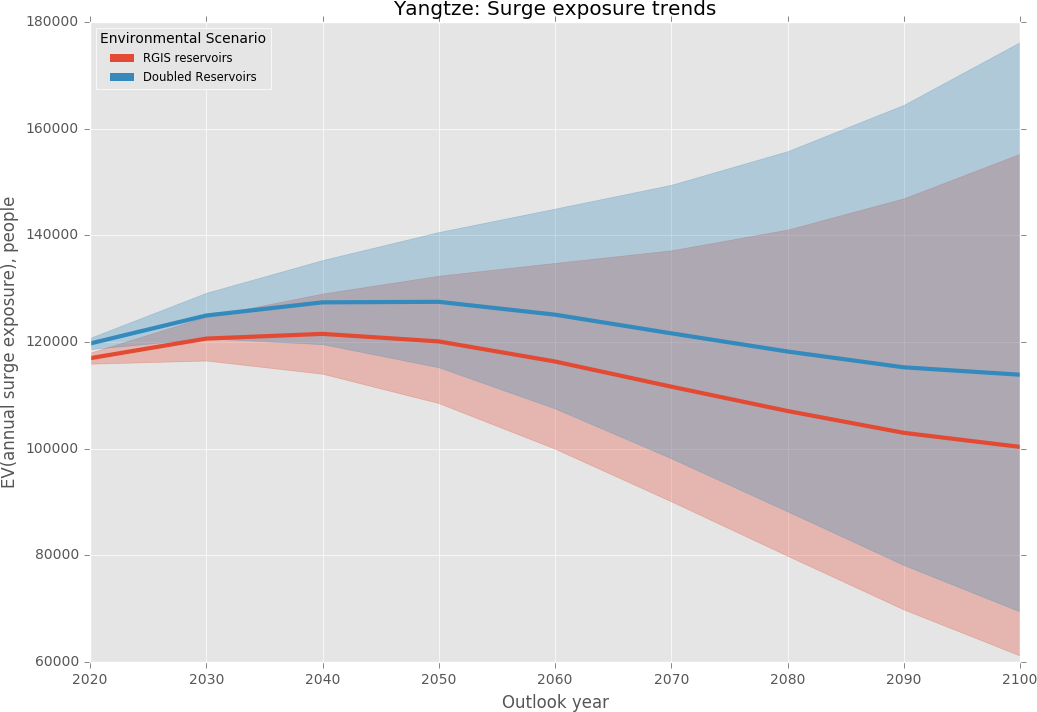 Yangtze: Surge exposure trends
180000
160000
140000
120000
100000
80000
60000
EV(annual surge exposure), people
Environmental Scenario
RGIS reservoirs
Doubled Reservoirs
2020 2030 2040 2050 2060 2070 2080 2090 2100
Outlook year